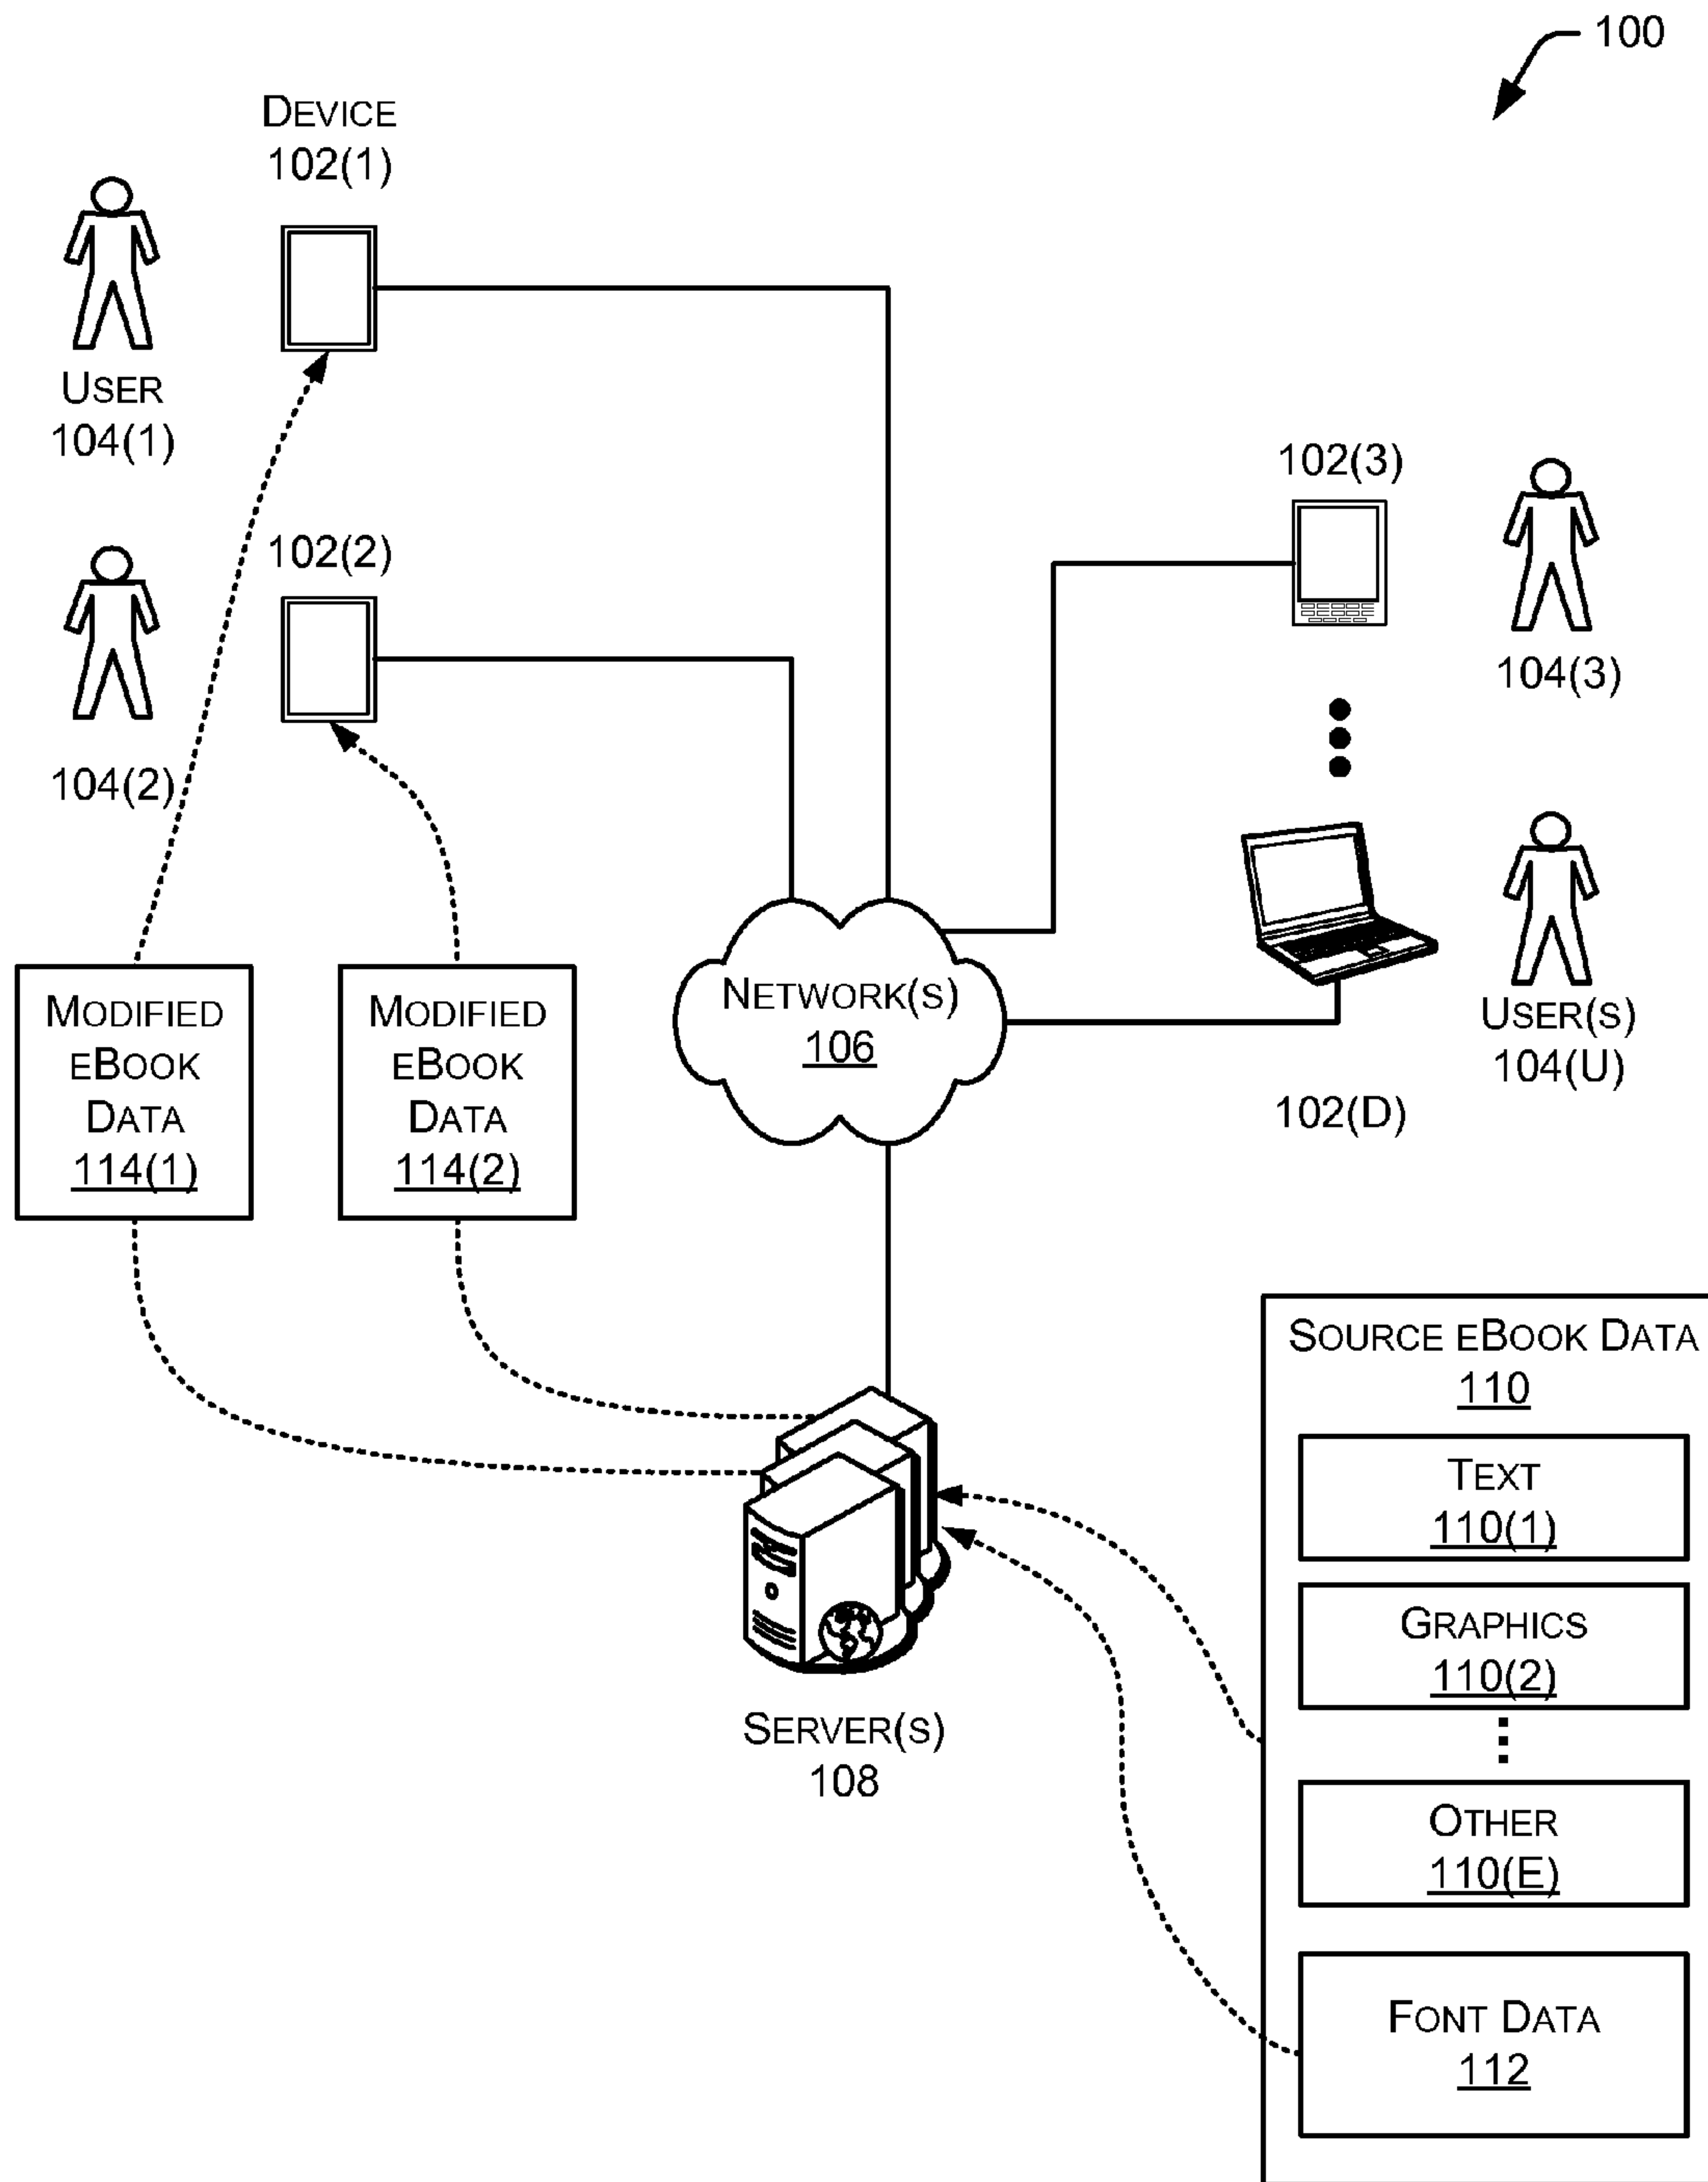 100
DEVICE
102(1)
USER
104(1)
102(2)
104(2)
102(3)
104(3)
NETWORK(S)
106
USER(S)
104(U)
102(D)
MODIFIED
EBOOK
DATA
114(1)
MODIFIED
EBOOK
DATA
114(2)
SERVER(S)
108
SOURCE EBOOK DATA
110
TEXT
110(1)
GRAPHICS
110(2)
OTHER
110(E)
FONT DATA
112